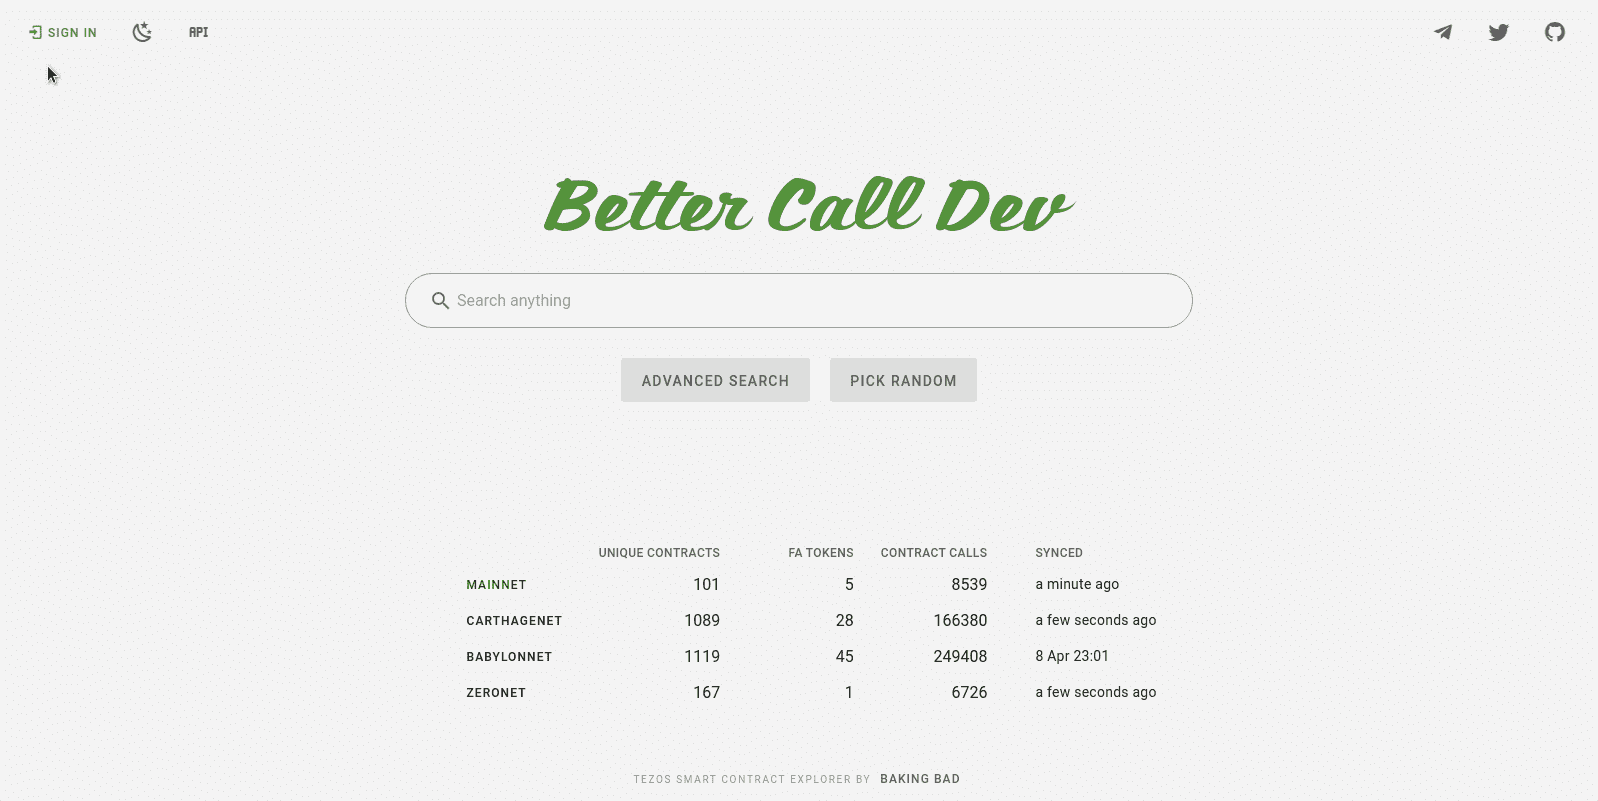 SIGN IN API
Better Call Dev
Search anything
ADVANCED SEARCH PICK RANDOM
UNIQUE CONTRACTS FA TOKENS CONTRACT CALLS SYNCED
MAINNET 101 5 8539 a minute ago
CARTHAGENET 1089 28 166380 a few seconds ago
BABYLONNET 1119 45 249408 8 Apr 23:01
ZERONET 167 1 6726 a few seconds ago
TEZOS SMART CONTRACT EXPLORER BY BAKING BAD